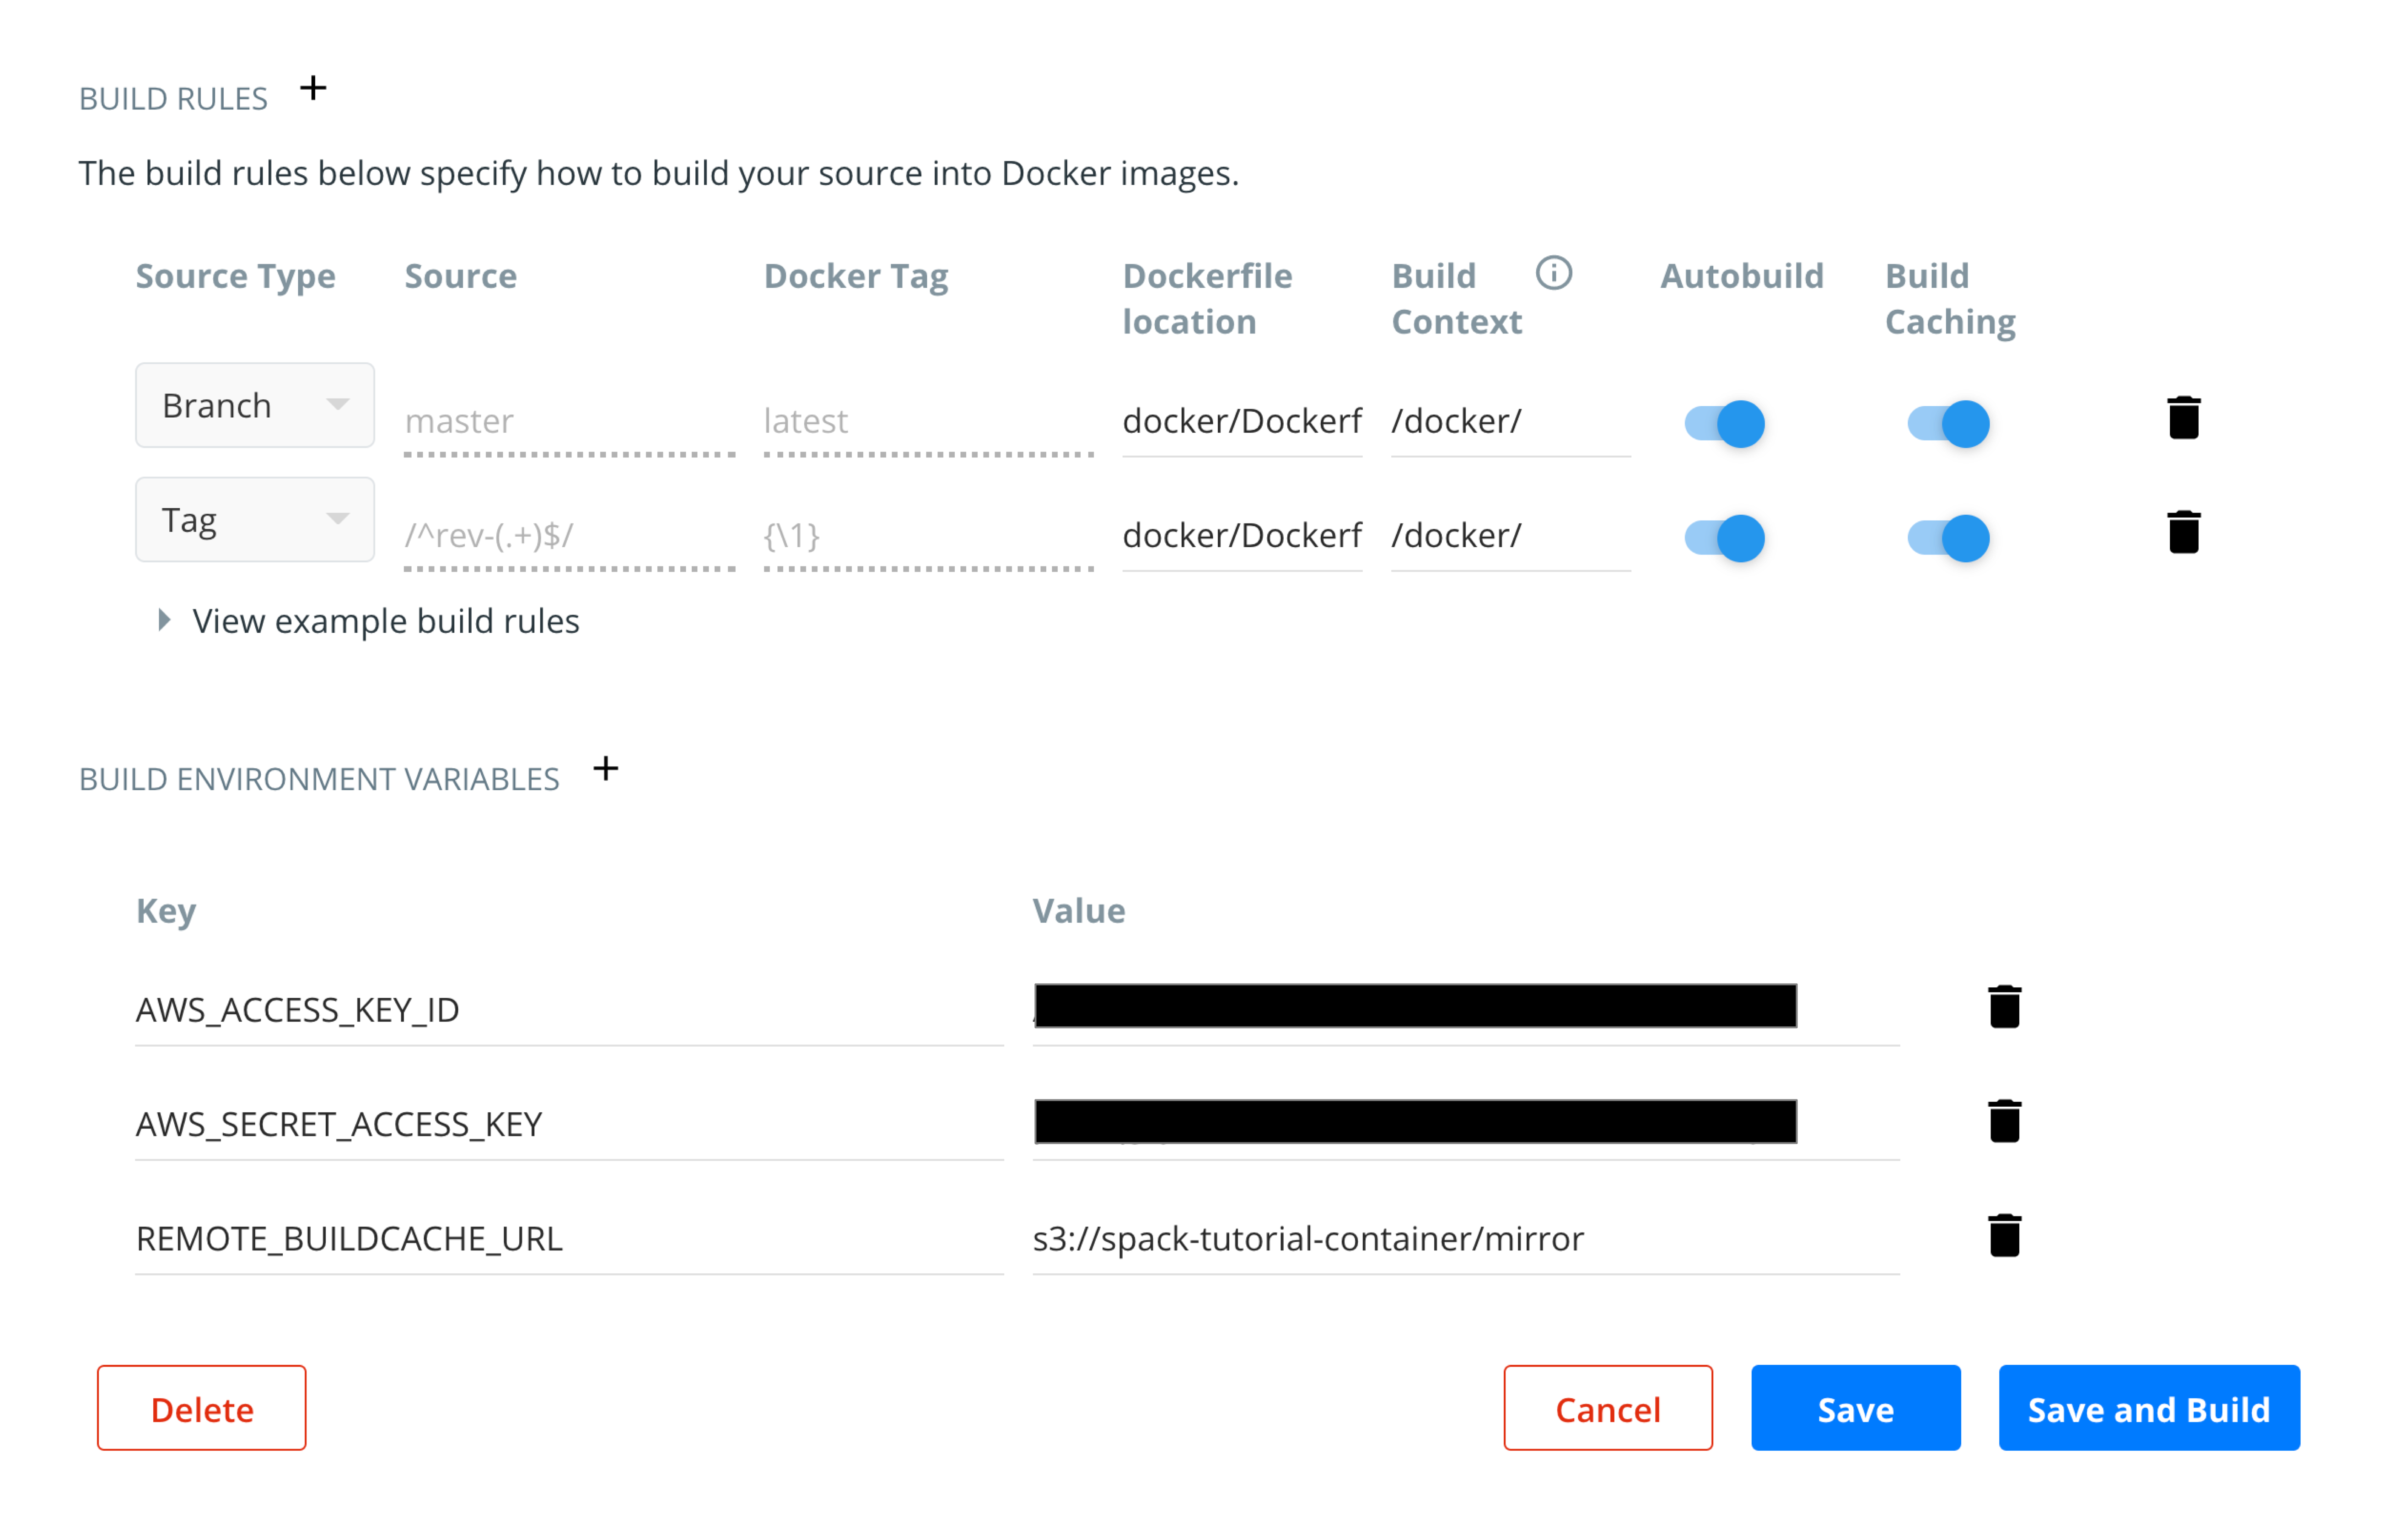 BUILD RULES +
The build rules below specify how to build your source into Docker images.
Source Type Source Docker Tag Dockerfile location Build Context Autobuild Build Caching
Branch master latest docker/Dockerf /docker/
Tag /^rev-(.+)$/ {\1} docker/Dockerf /docker/
View example build rules
BUILD ENVIRONMENT VARIABLES +
Key Value
AWS_ACCESS_KEY_ID
AWS_SECRET_ACCESS_KEY
REMOTE_BUILDCACHE_URL s3://spack-tutorial-container/mirror
Delete Cancel Save Save and Build